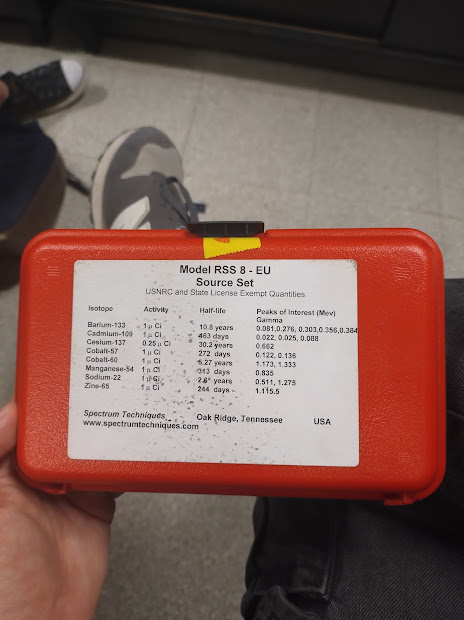 Model RSS 8 - EU
Source Set
USNRC and State License Exempt Quantities
Isotope Activity Half-life Peaks of Interest (Mev)
Gamma
Barium-133 1 μ Ci 10.8 years 0.081,0.276, 0.303,0.356,0.384
Cadmium-109 1 μ Ci 463 days 0.022, 0.025, 0.088
Cesium-137 0.25 μ Ci 30.2 years 0.662
Cobalt-57 1 μ Ci 272 days 0.122, 0.136
Cobalt-60 1 μ Ci 5.27 years 1.173, 1.333
Manganese-54 1 μ Ci 313 days 0.835
Sodium-22 1 μ Ci 2.6 years 0.511, 1.275
Zinc-65 1 μ Ci 244 days 1.115.5
Spectrum Techniques Oak Ridge, Tennessee USA
www.spectrumtechniques.com